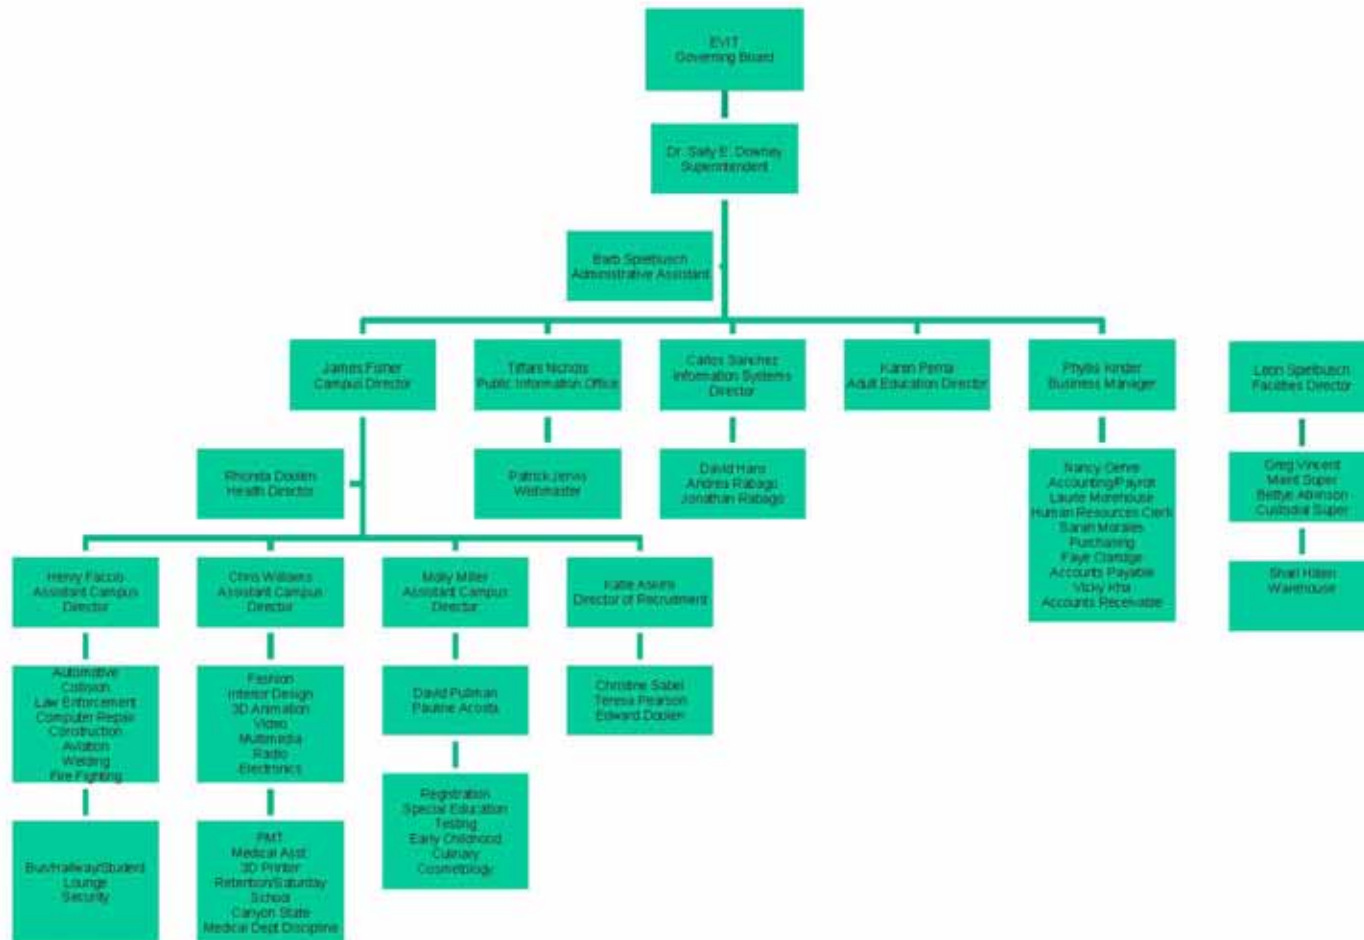 EVIT
Governing Board
Dr. Sally E. Downey
Superintendent
Barb Spielbusch
Administrative Assistant
James Fisher
Campus Director
Tiffani Nichols
Public Information Office
Carlos Sanchez
Information Systems
Director
Karen
Adult Education Director
Phyllis Kinder
Business Manager
Leon Spielbusch
Facilities Director
Rhonda Doolen
Health Director
Patrick Jervis
Webmaster
David Hans
Andrea Rabago
Jonathan Rabago
Nancy
Accounting/Payroll
Laurie Morehouse
Human Resources Clerk
Sarah Morales
Purchasing
Faye Claridge
Accounts Payable
Vicky Kha
Accounts Receivable
Greg Vincent
Maint Super
Bettye Atkinson
Custodial Super
Shari
Warehouse
Henry Faccio
Assistant Campus
Director
Chris Williams
Assistant Campus
Director
Molly Miller
Assistant Campus
Director
Katie Askins
Director of Recruitment
Automotive
Collision
Law Enforcement
Computer Repair
Construction
Aviation
Welding
Fire Fighting
Fashion
Interior Design
3D Animation
Video
Multimedia
Radio
Electronics
David Pullman
Pauline Acosta
Christine Sabel
Teresa Pearson
Edward Doolen
Bus/Hallway/Student
Lounge
Security
PMT
Medical Asst
3D Printer
Retention/Saturday
School
Canyon State
Medical Dept Discipline
Registration
Special Education
Testing
Early Childhood
Culinary
Cosmetology